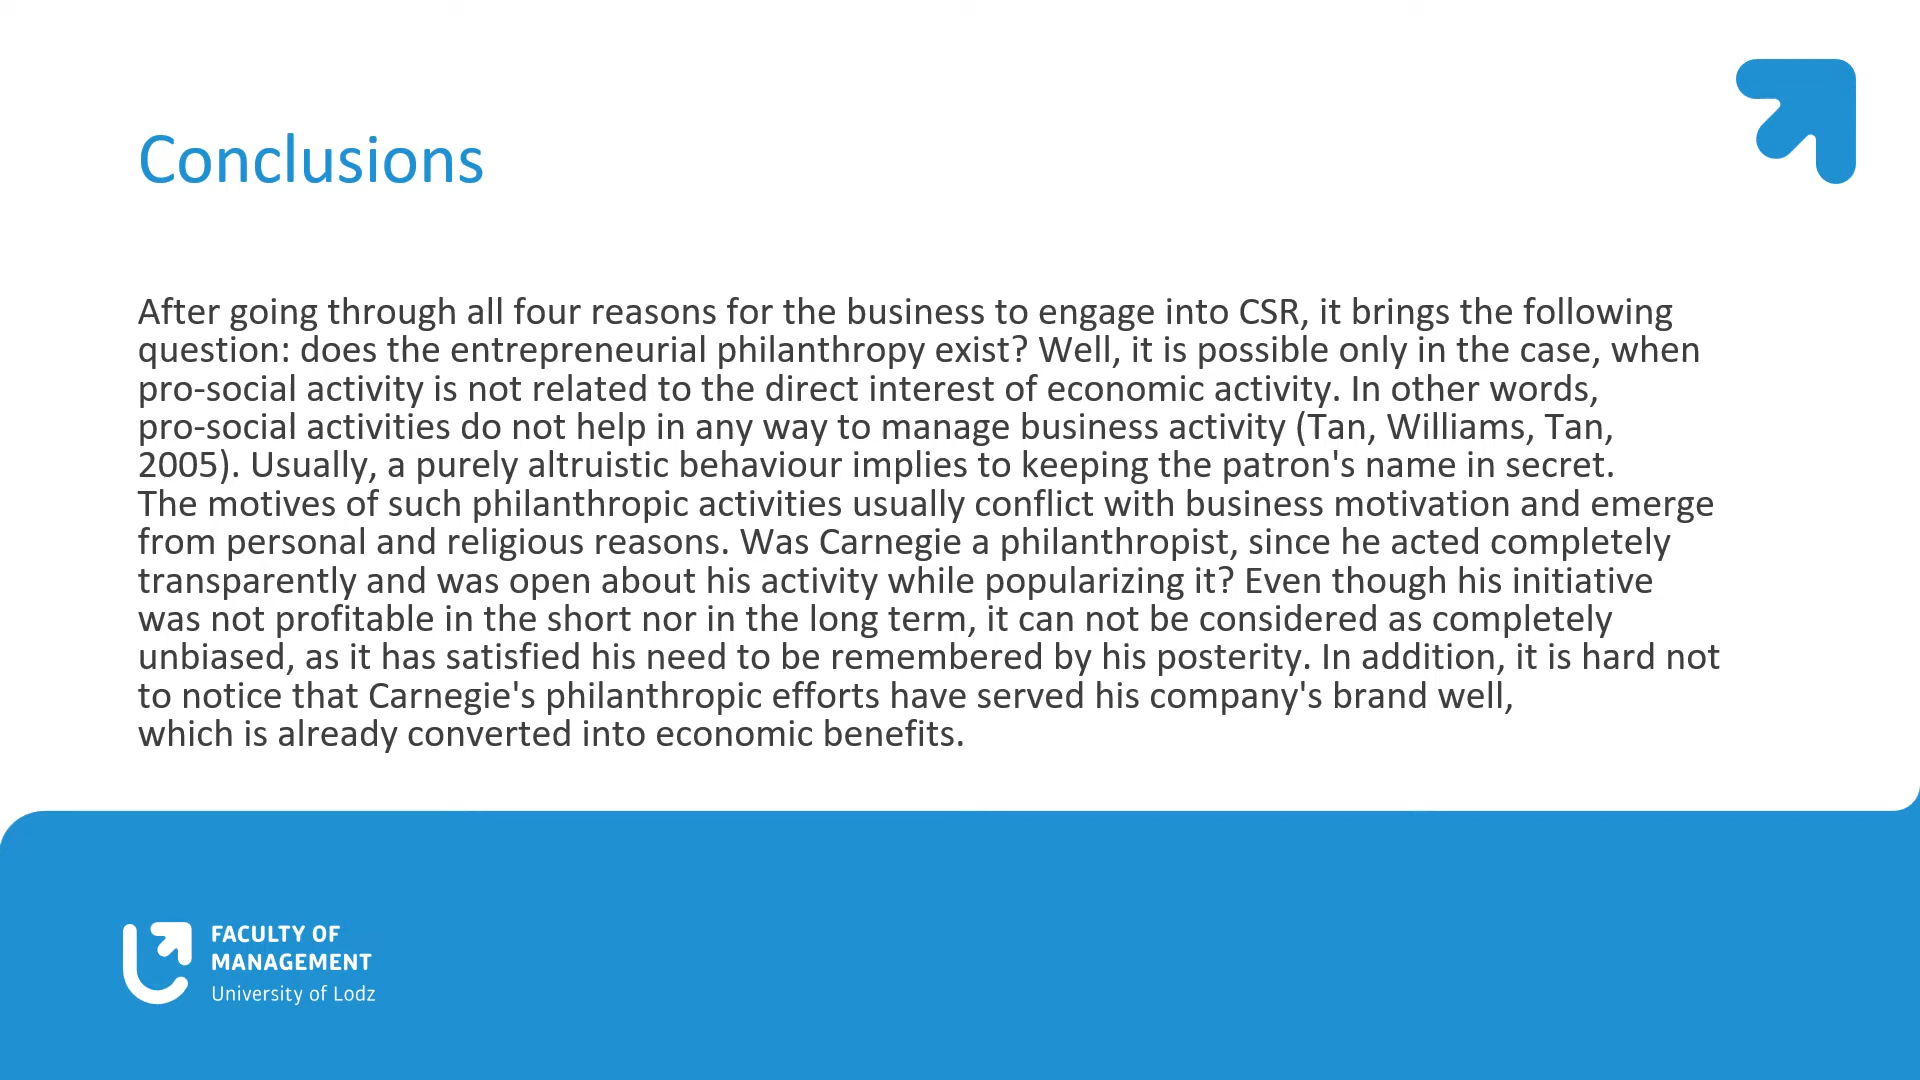 Conclusions
After going through all four reasons for the business to engage into CSR, it brings the following
question: does the entrepreneurial philanthropy exist? Well, it is possible only in the case, when
pro-social activity is not related to the direct interest of economic activity. In other words,
pro-social activities do not help in any way to manage business activity (Tan, Williams, Tan,
2005). Usually, a purely altruistic behaviour implies to keeping the patron's name in secret.
The motives of such philanthropic activities usually conflict with business motivation and emerge
from personal and religious reasons. Was Carnegie a philanthropist, since he acted completely
transparently and was open about his activity while popularizing it? Even though his initiative
was not profitable in the short nor in the long term, it can not be considered as completely
unbiased, as it has satisfied his need to be remembered by his posterity. In addition, it is hard not
to notice that Carnegie's philanthropic efforts have served his company's brand well,
which is already converted into economic benefits.
FACULTY OF
MANAGEMENT
University of Lodz